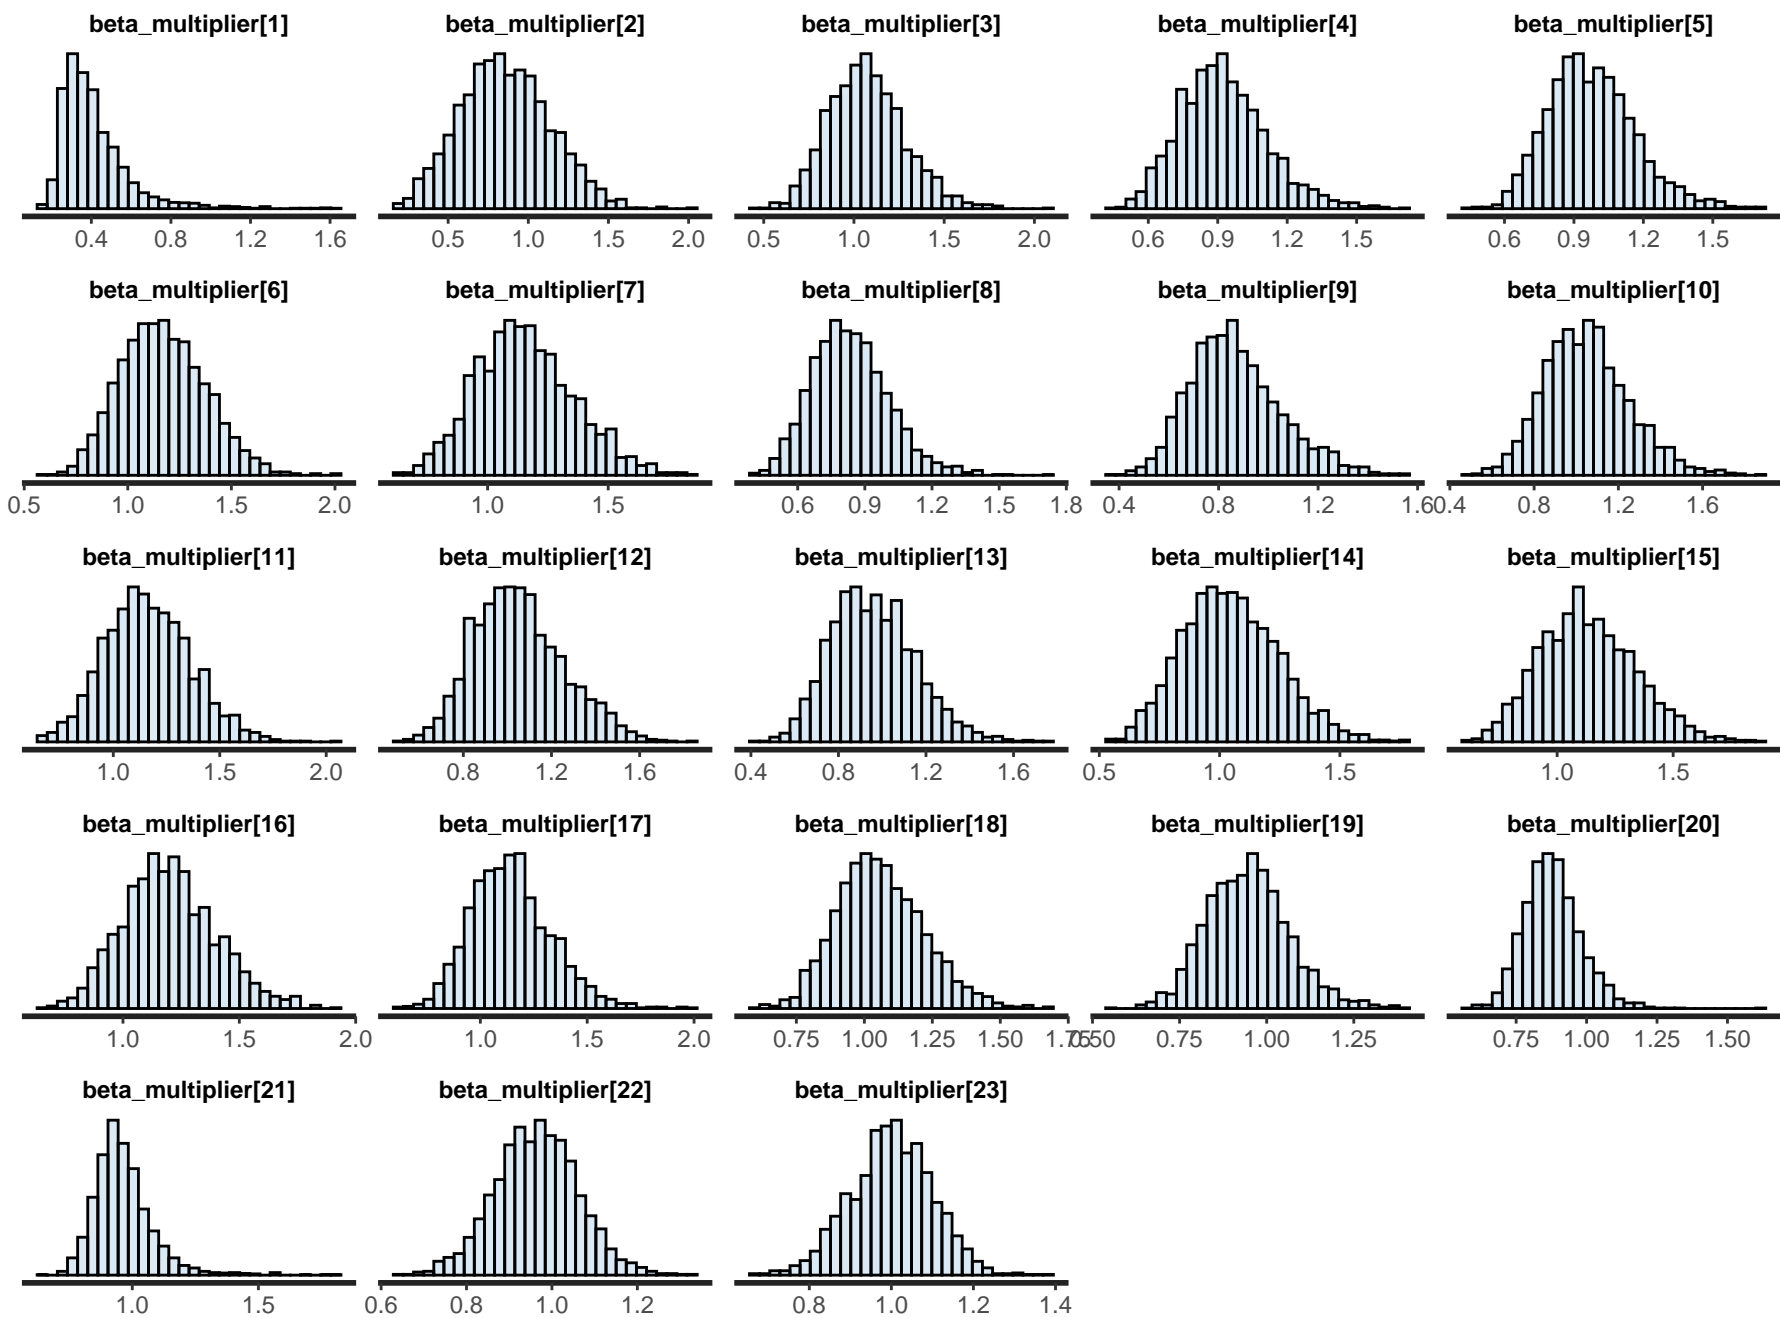 beta_multiplier[1] beta_multiplier[2] beta_multiplier[3] beta_multiplier[4] beta_multiplier[5]
0.4 0.8 1.2 1.6 0.5 1.0 1.5 2.0 0.5 1.0 1.5 2.0 0.6 0.9 1.2 1.5 0.6 0.9 1.2 1.5
beta_multiplier[6] beta_multiplier[7] beta_multiplier[8] beta_multiplier[9] beta_multiplier[10]
0.5 1.0 1.5 2.0 1.0 1.5 0.6 0.9 1.2 1.5 1.8 0.4 0.8 1.2 1.6 0.4 0.8 1.2 1.6
beta_multiplier[11] beta_multiplier[12] beta_multiplier[13] beta_multiplier[14] beta_multiplier[15]
1.0 1.5 2.0 0.8 1.2 1.6 0.4 0.8 1.2 1.6 0.5 1.0 1.5 1.0 1.5
beta_multiplier[16] beta_multiplier[17] beta_multiplier[18] beta_multiplier[19] beta_multiplier[20]
1.0 1.5 2.0 1.0 1.5 2.0 0.75 1.00 1.25 1.50 1.75 0.50 0.75 1.00 1.25 0.75 1.00 1.25 1.50
beta_multiplier[21] beta_multiplier[22] beta_multiplier[23]
1.0 1.5 0.6 0.8 1.0 1.2 0.8 1.0 1.2 1.4